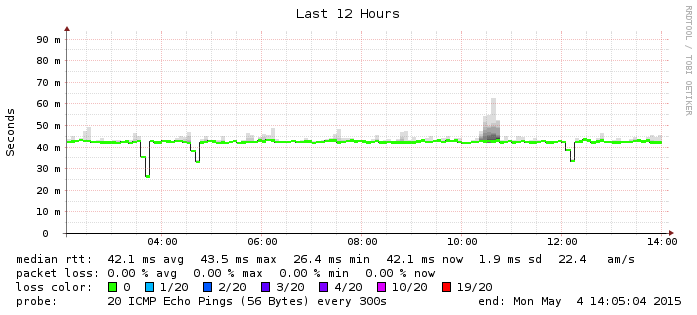 Last 12 Hours
RRDTOOL / TOBI OETIKER
Seconds
90 m
80 m
70 m
60 m
50 m
40 m
30 m
20 m
10 m
0
04:00 06:00 08:00 10:00 12:00 14:00
median rtt: 42.1 ms avg 43.5 ms max 26.4 ms min 42.1 ms now 1.9 ms sd 22.4 am/s
packet loss: 0.00 % avg 0.00 % max 0.00 % min 0.00 % now
loss color: 0 1/20 2/20 3/20 4/20 10/20 19/20
probe: 20 ICMP Echo Pings (56 Bytes) every 300s end: Mon May 4 14:05:04 2015